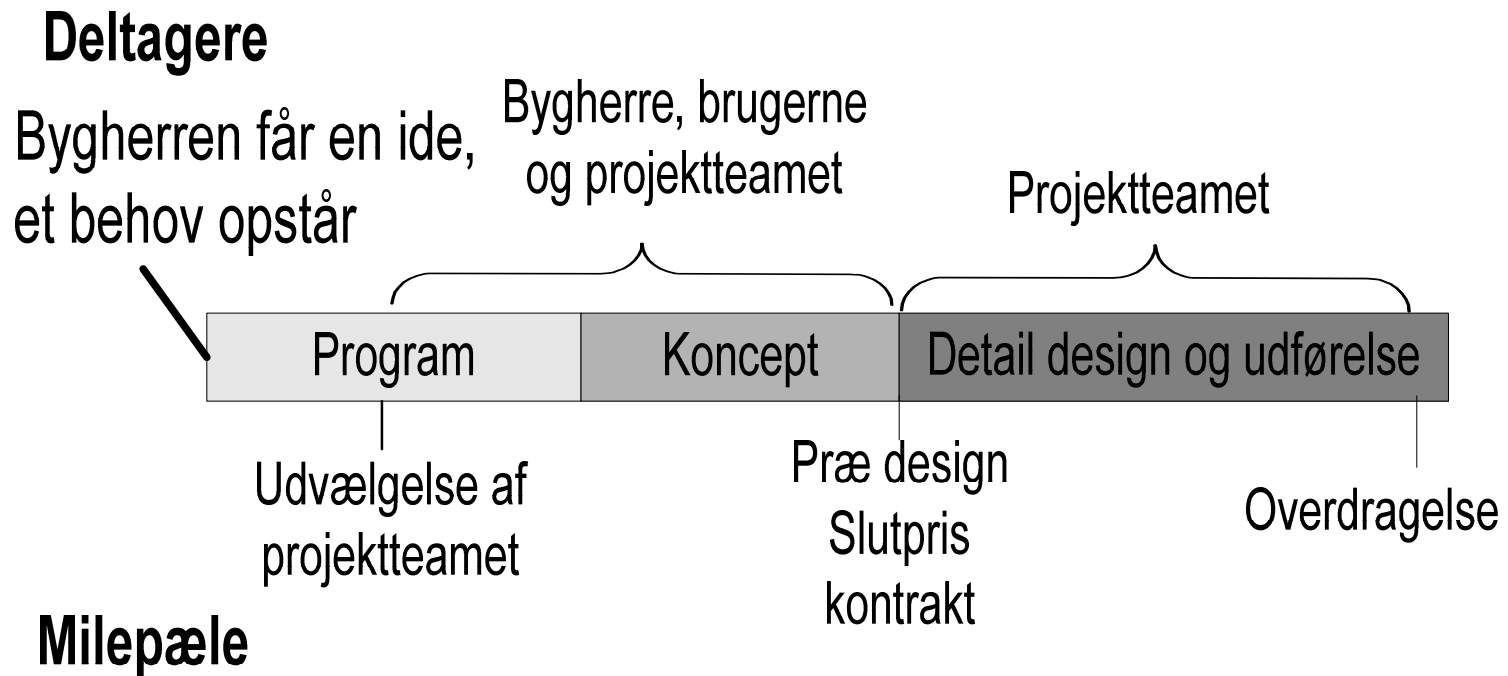 Deltagere
Bygherren får en ide,
et behov opstår
Bygherre, brugerne
og projektteamet
Projektteamet
Program
Koncept
Detail design og udførelse
Udvælgelse af
projektteamet
Præ design
Slutpris
kontrakt
Overdragelse
Milepæle